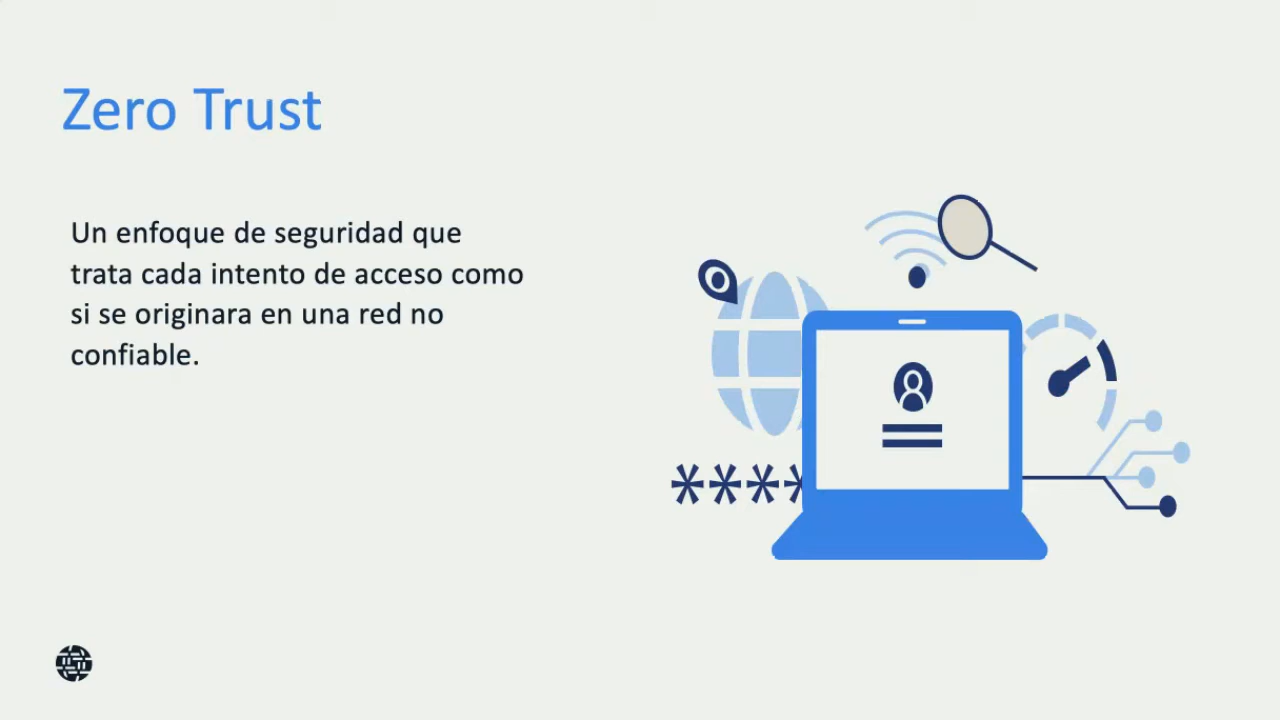 Zero Trust
Un enfoque de seguridad que
trata cada intento de acceso como
si se originara en una red no
confiable.